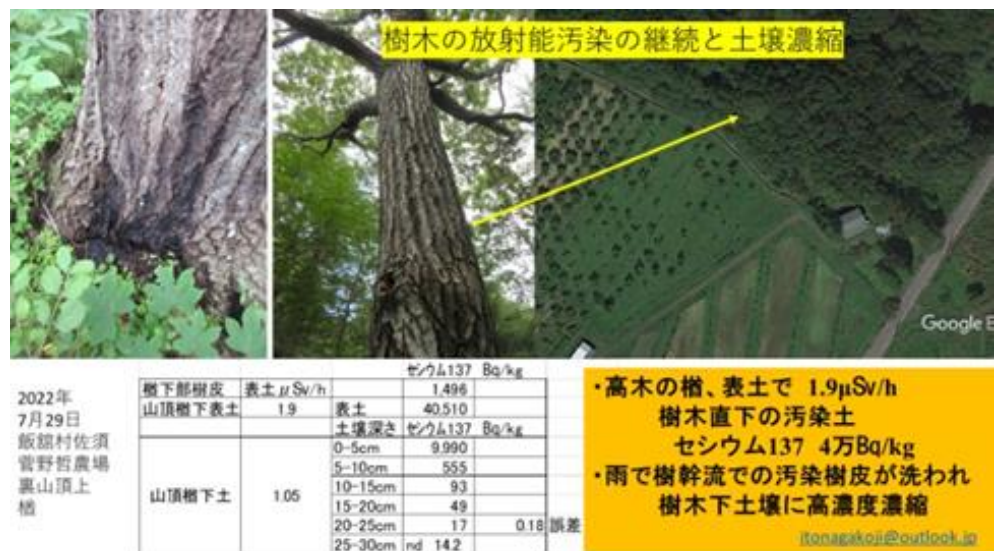 樹木の放射能汚染の継続と土壌濃縮
Google E
2022年
7月29日
飯舘村佐須
菅野哲農場
裏山頂上
楢
セシウム137 Bq/kg
楢下部樹皮 表土μSv/h 1,496
山頂楢下表土 1.9 表土 40,510
土壌深さ セシウム137 Bq/kg
山頂楢下土 1.05
0-5cm 9,990
5-10cm 555
10-15cm 93
15-20cm 49
20-25cm 17 0.18 誤差
25-30cm nd 14.2
・高木の楢、表土で 1.9μSv/h
樹木直下の汚染土
セシウム137 4万Bq/kg
・雨で樹幹流での汚染樹皮が洗われ
樹木下土壌に高濃度濃縮
itonagakoji@outlook.jp